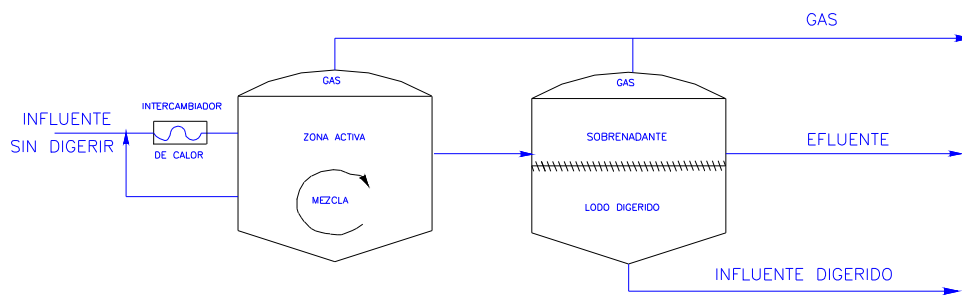 GAS
GAS
GAS
INTERCAMBIADOR
INFLUENTE
SIN DIGERIR
DE CALOR
ZONA ACTIVA
SOBRENADANTE
EFLUENTE
MEZCLA
LODO DIGERIDO
INFLUENTE DIGERIDO